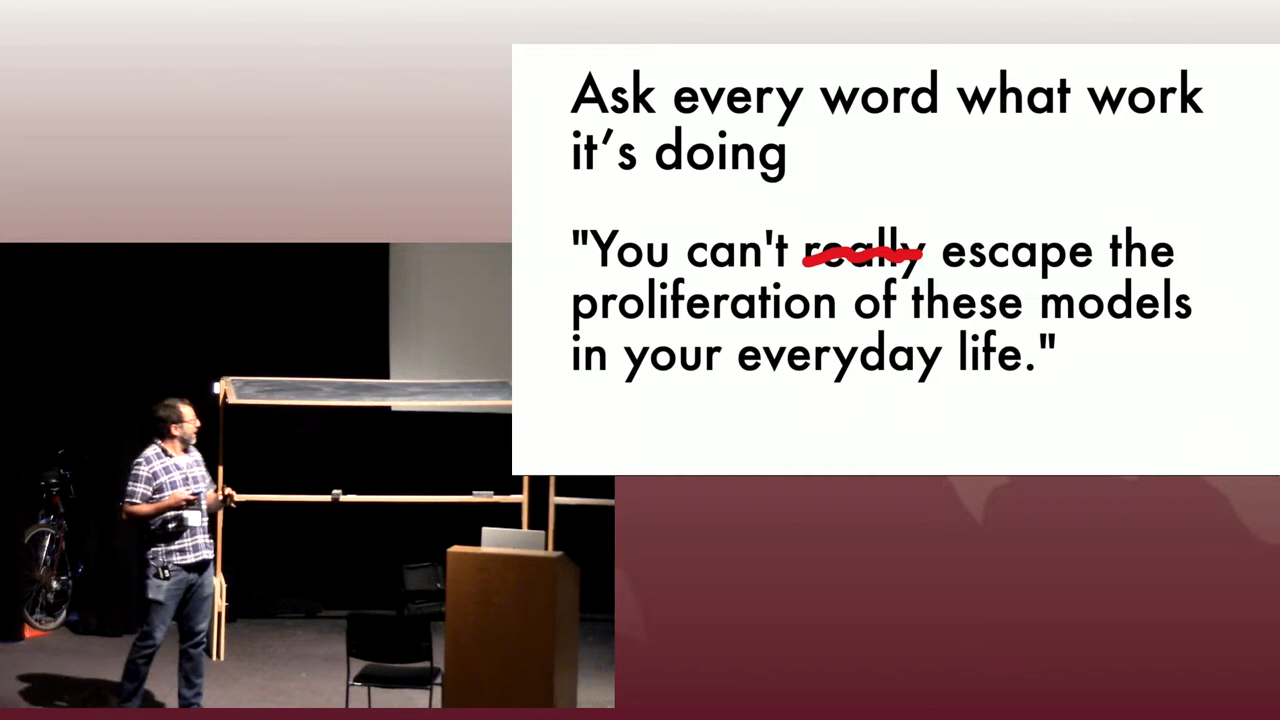 Ask every word what work
it's doing
"You can't really escape the
proliferation of these models
in your everyday life."